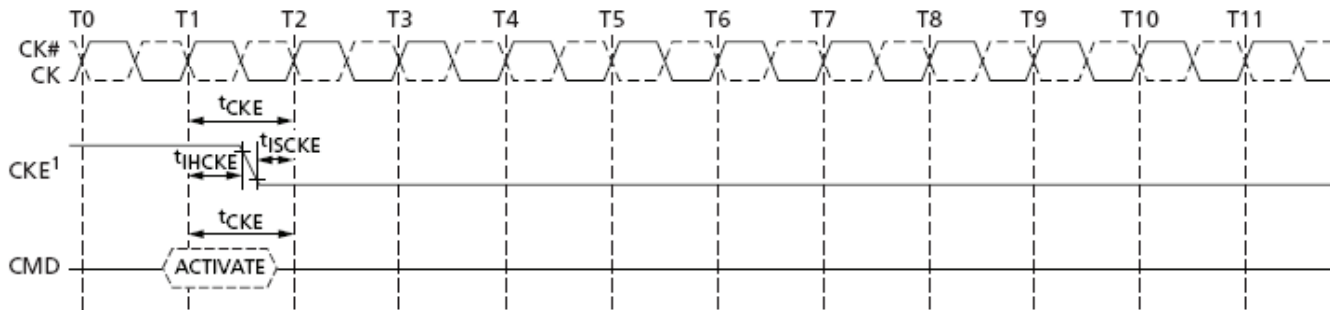 T0 T1 T2 T3 T4 T5 T6 T7 T8 T9 T10 T11
CK#
CK
tCKE
tISCKE
tIHCKE
CKE1
tCKE
CMD ACTIVATE